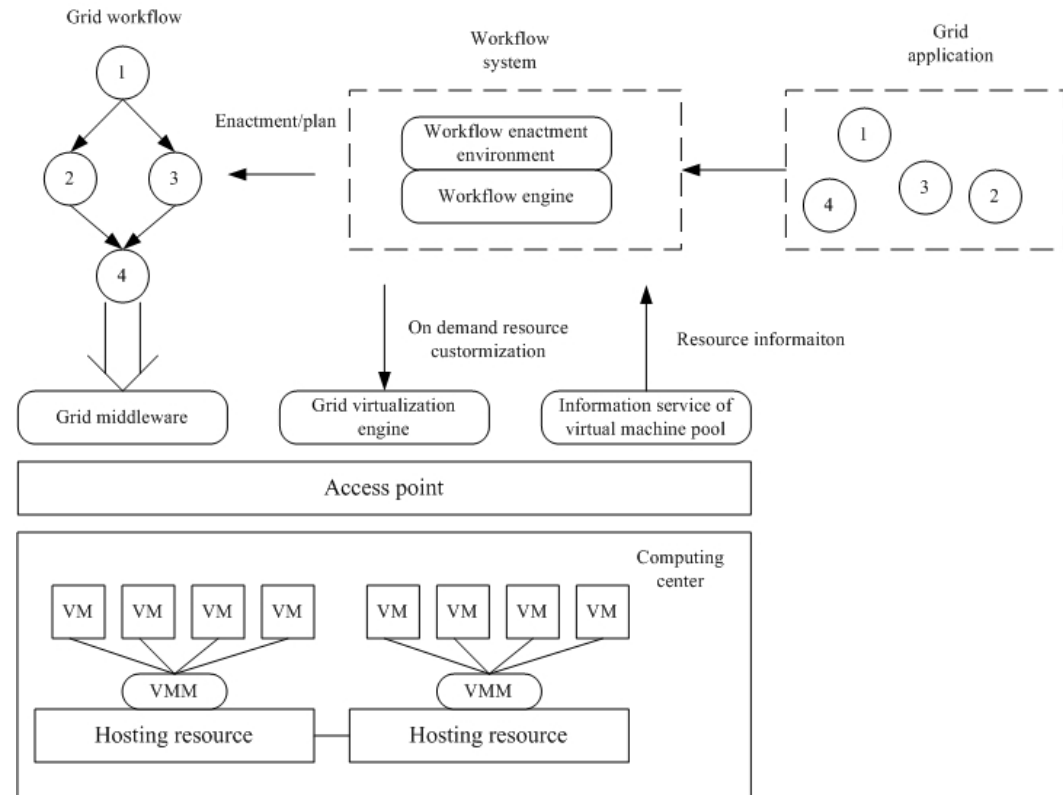 Grid workflow
Workflow
system
Grid
application
1
2
3
4
Enactment/plan
Workflow enactment
environment
Workflow engine
1
3
2
4
On demand resource
custormization
Resource informaiton
Grid middleware
Grid virtualization
engine
Information service of
virtual machine pool
Access point
Computing
center
VM
VM
VM
VM
VM
VM
VM
VM
VMM
VMM
Hosting resource
Hosting resource